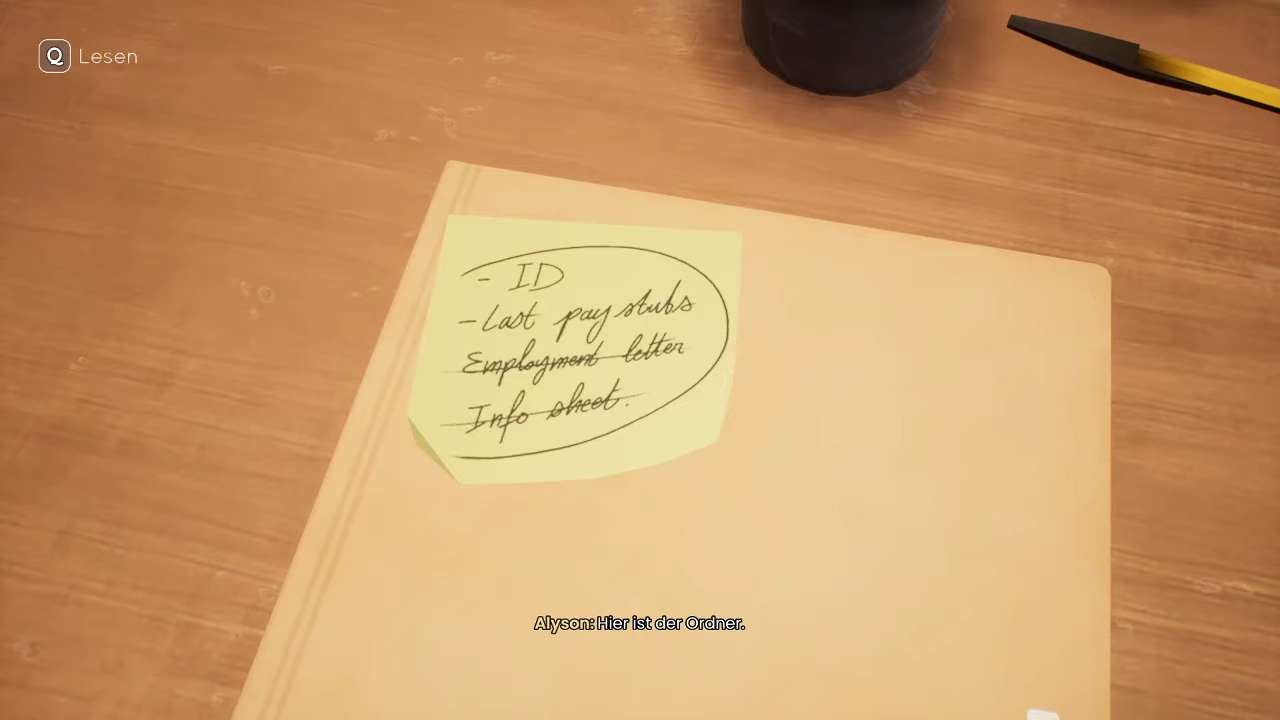 Q Lesen
- ID
- Last pay stubs
Employment letter
Info sheet.
Alyson: Hier ist der Ordner.